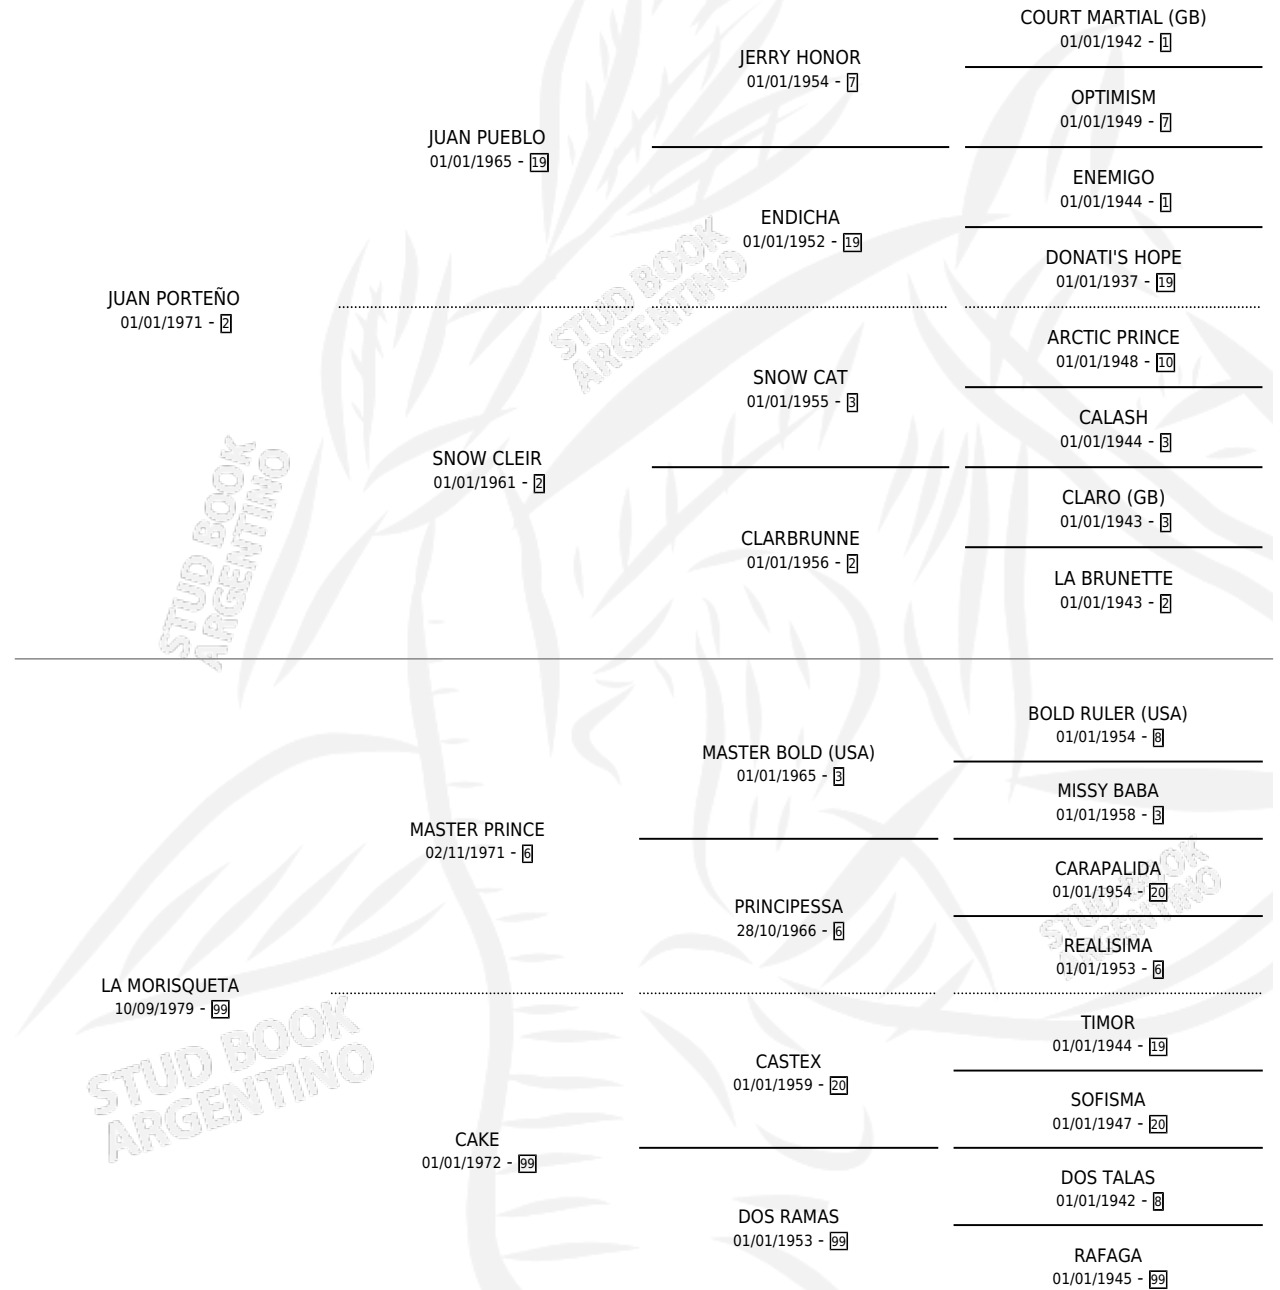 COURT MARTIAL (GB)
01/01/1942 - 1
JERRY HONOR
01/01/1954 - 7
OPTIMISM
01/01/1949 - 7
JUAN PUEBLO
01/01/1965 - 19
ENEMIGO
01/01/1944 - 1
ENDICHA
01/01/1952 - 19
DONATI'S HOPE
01/01/1937 - 19
JUAN PORTEÑO
01/01/1971 - 2
ARCTIC PRINCE
01/01/1948 - 10
SNOW CAT
01/01/1955 - 3
CALASH
01/01/1944 - 3
SNOW CLEIR
01/01/1961 - 2
CLARO (GB)
01/01/1943 - 3
CLARBRUNNE
01/01/1956 - 2
LA BRUNETTE
01/01/1943 - 2
BOLD RULER (USA)
01/01/1954 - 8
MASTER BOLD (USA)
01/01/1965 - 3
MISSY BABA
01/01/1958 - 3
MASTER PRINCE
02/11/1971 - 6
CARAPALIDA
01/01/1954 - 20
PRINCIPESSA
28/10/1966 - 6
REALISIMA
01/01/1953 - 6
LA MORISQUETA
10/09/1979 - 99
TIMOR
01/01/1944 - 19
CASTEX
01/01/1959 - 20
SOFISMA
01/01/1947 - 20
CAKE
01/01/1972 - 99
DOS TALAS
01/01/1942 - 8
DOS RAMAS
01/01/1953 - 99
RAFAGA
01/01/1945 - 99
STUD BOOK
ARGENTINO
STUD BOOK
ARGENTINO
STUD BOOK
ARGENTINO
STUD BOOK
ARGENTINO